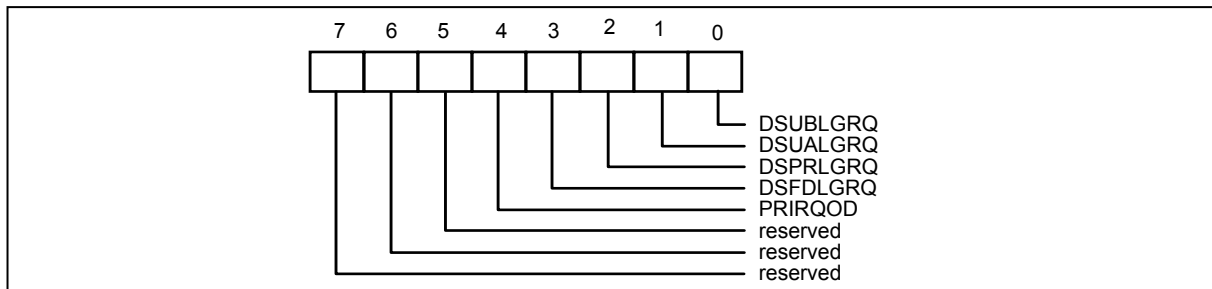 7 6 5 4 3 2 1 0
DSUBLGRQ
DSUALGRQ
DSPRLGRQ
DSFDLGRQ
PRIRQOD
reserved
reserved
reserved